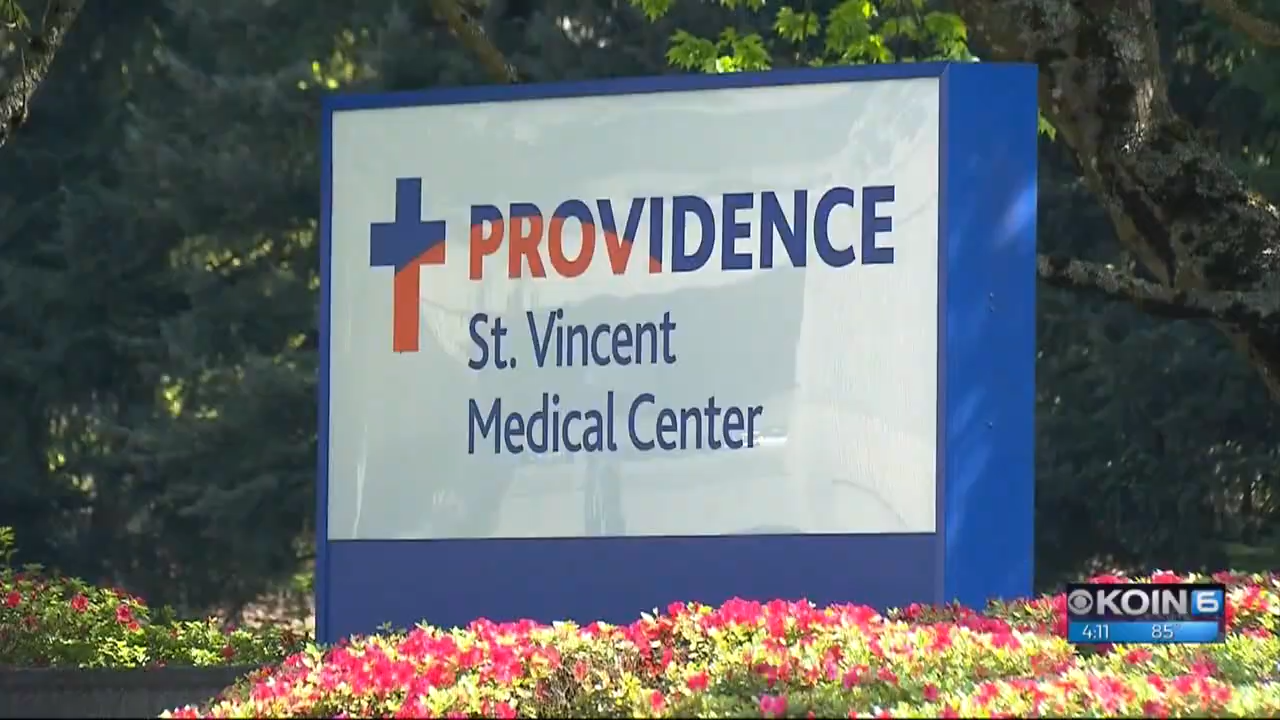 PROVIDENCE
St. Vincent
Medical Center
KOIN 6
4:11 85°